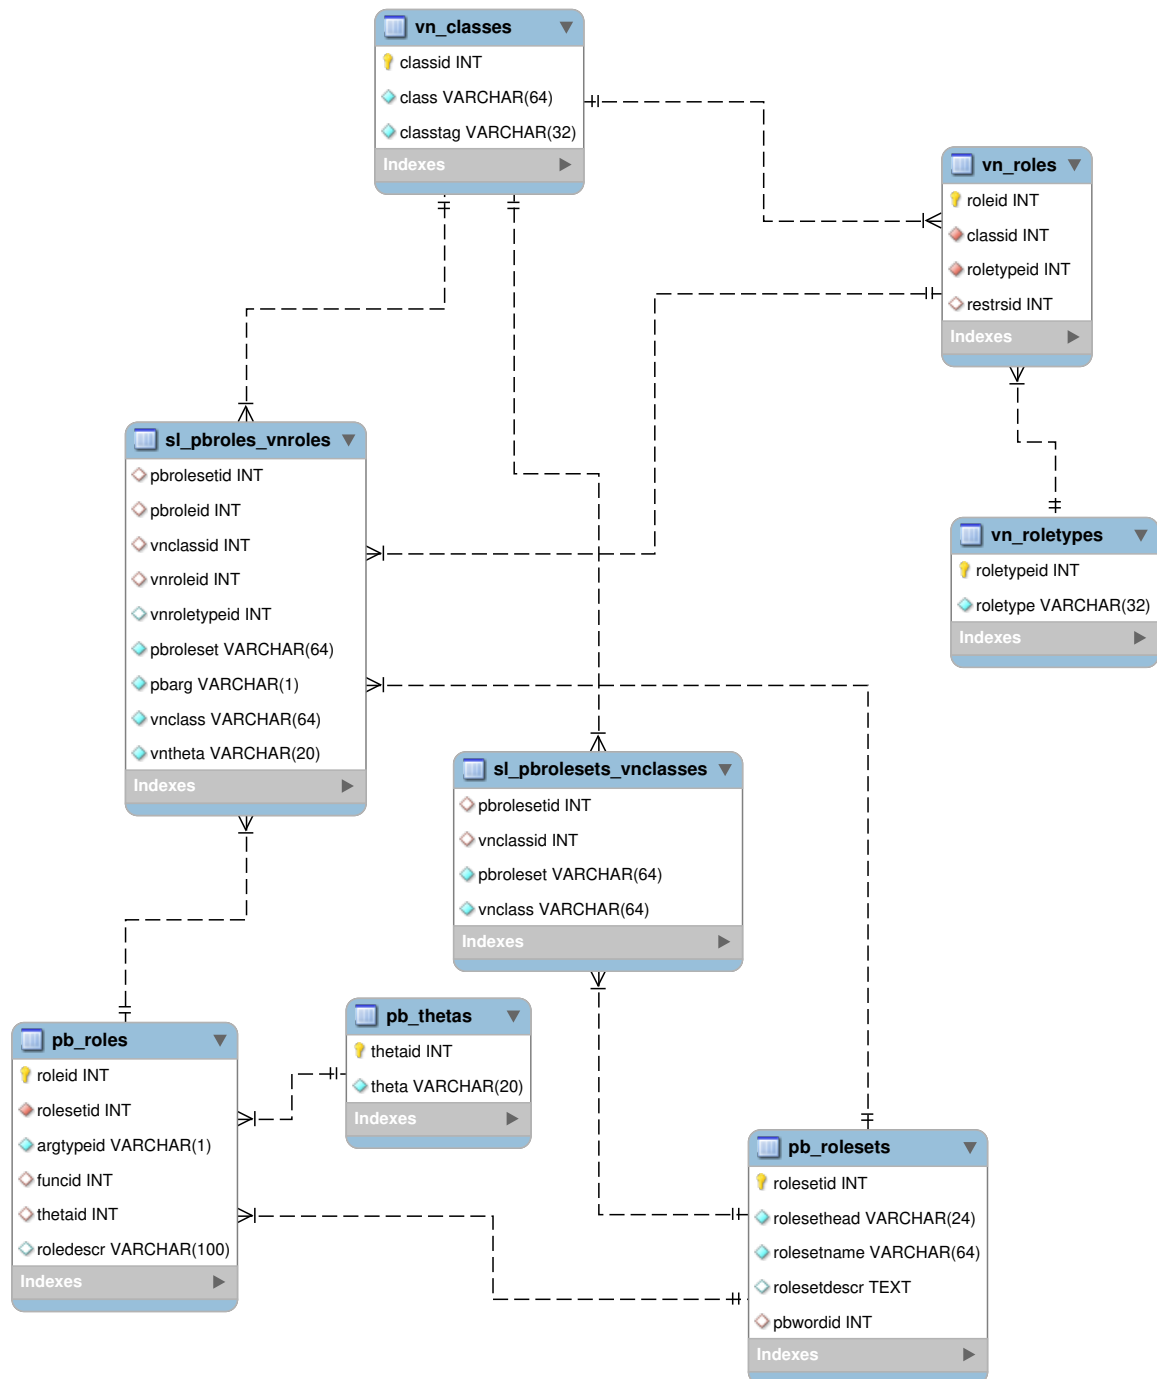 vn_classes
classid INT
class VARCHAR(64)
classtag VARCHAR(32)
Indexes
vn_roles
roleid INT
classid INT
roletypeid INT
restrsid INT
Indexes
sl_pbroles_vnroles
pbrolesetid INT
pbroleid INT
vnclassid INT
vnroleid INT
vnroletypeid INT
pbroleset VARCHAR(64)
pbarg VARCHAR(1)
vnclass VARCHAR(64)
vntheta VARCHAR(20)
Indexes
vn_roletypes
roletypeid INT
roletype VARCHAR(32)
Indexes
sl_pbrolesets_vnclasses
pbrolesetid INT
vnclassid INT
pbroleset VARCHAR(64)
vnclass VARCHAR(64)
Indexes
pb_roles
roleid INT
rolesetid INT
argtypeid VARCHAR(1)
funcid INT
thetaid INT
roledescr VARCHAR(100)
Indexes
pb_thetas
thetaid INT
theta VARCHAR(20)
Indexes
pb_rolesets
rolesetid INT
rolesethead VARCHAR(24)
rolesetname VARCHAR(64)
rolesetdescr TEXT
pbwordid INT
Indexes